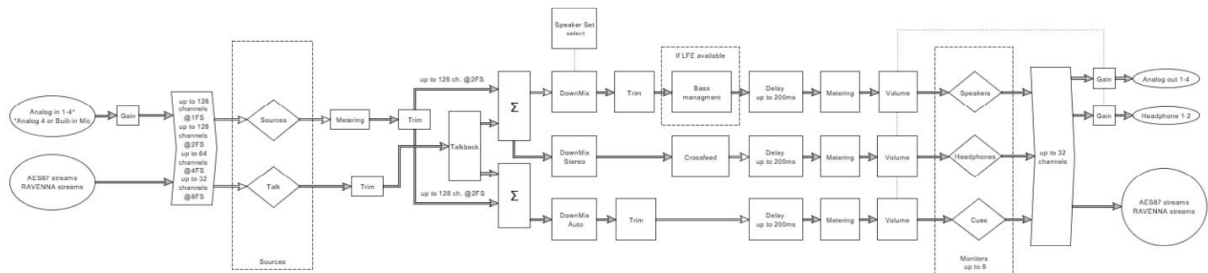 Speaker Set
select
If LFE available
up to 128 ch. @2FS
Analog in 1-4*
*Analog 4 or Built-in Mic
Gain
up to 128
channels
@1FS
up to 128
channels
@2FS
up to 64
channels
@4FS
up to 32
channels
@8FS
Sources
Metering
Trim
Σ
DownMix
Trim
Bass
managment
Delay
up to 200ms
Metering
Volume
Speakers
Gain
Analog out 1-4
Gain
Headphone 1-2
Talkback
DownMix
Stereo
Crossfeed
Delay
up to 200ms
Metering
Volume
Headphones
up to 32
channels
AES67 streams
RAVENNA streams
Talk
Trim
up to 128 ch. @2FS
Σ
DownMix
Auto
Trim
Delay
up to 200ms
Metering
Volume
Cues
AES67 streams
RAVENNA streams
Sources
Monitors
up to 8